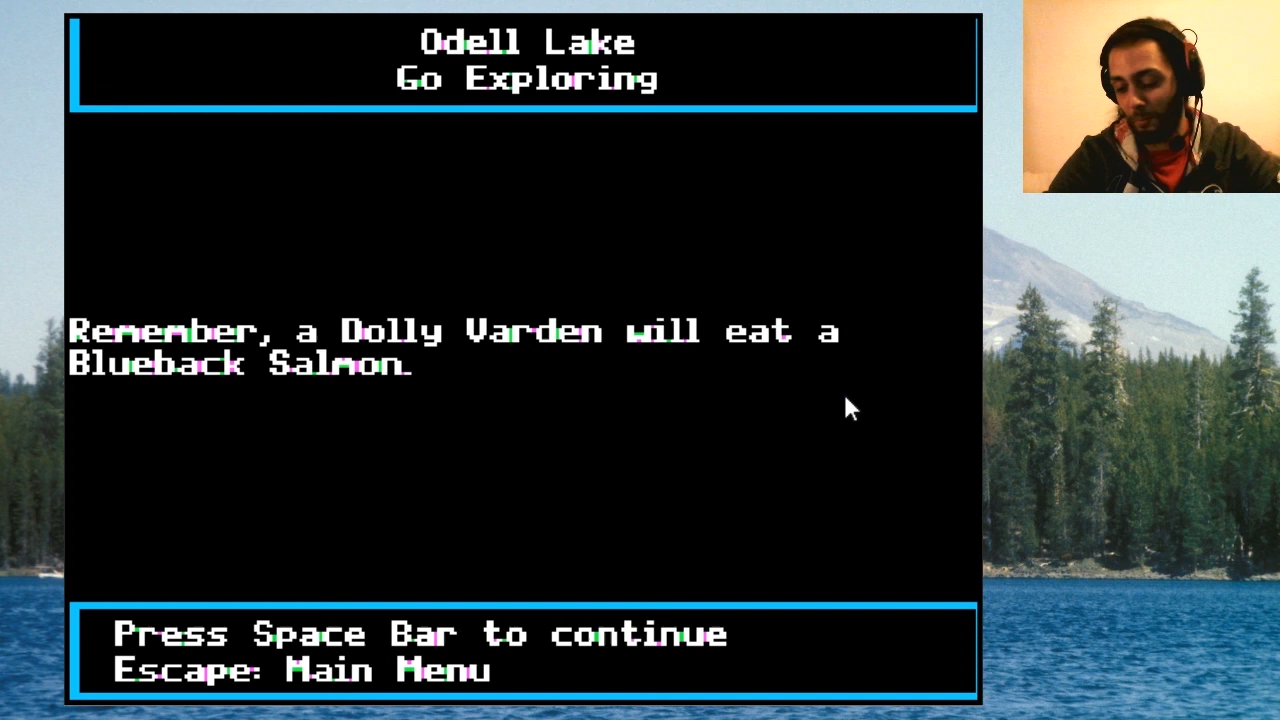 Odell Lake
Go Exploring
Remember, a Dolly Varden will eat a
Blueback Salmon.
Press Space Bar to continue
Escape: Main Menu